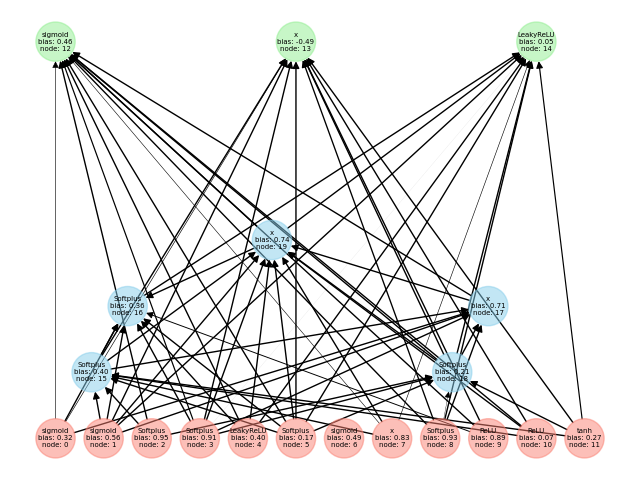 sigmoid
bias: 0.46
node: 12
x
bias: -0.49
node: 13
LeakyReLU
bias: 0.05
node: 14
x
bias: 0.74
node: 19
Softplus
bias: 0.36
node: 16
x
bias: 0.71
node: 17
Softplus
bias: 0.40
node: 15
Softplus
bias: 0.21
node: 18
sigmoid
bias: 0.32
node: 0
sigmoid
bias: 0.56
node: 1
Softplus
bias: 0.95
node: 2
Softplus
bias: 0.91
node: 3
LeakyReLU
bias: 0.40
node: 4
Softplus
bias: 0.17
node: 5
sigmoid
bias: 0.49
node: 6
x
bias: 0.83
node: 7
Softplus
bias: 0.93
node: 8
ReLU
bias: 0.89
node: 9
ReLU
bias: 0.07
node: 10
tanh
bias: 0.27
node: 11